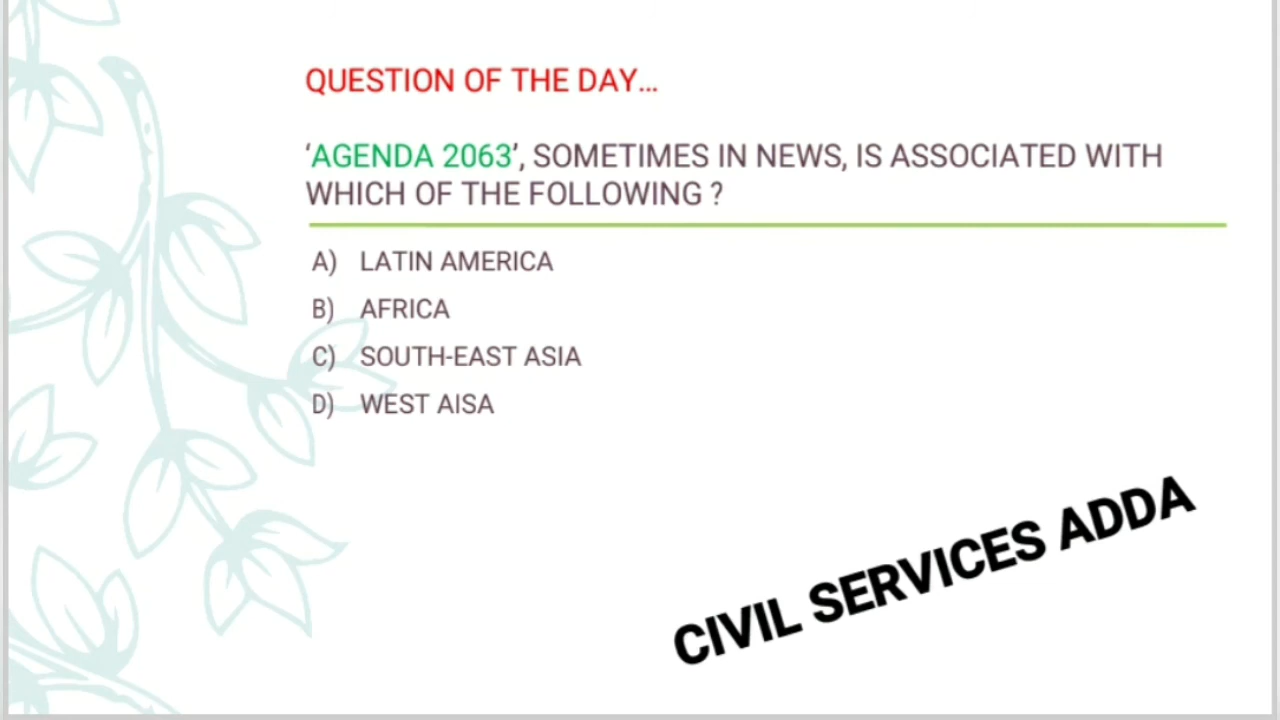 QUESTION OF THE DAY...
'AGENDA 2063', SOMETIMES IN NEWS, IS ASSOCIATED WITH
WHICH OF THE FOLLOWING ?
A) LATIN AMERICA
B) AFRICA
C) SOUTH-EAST ASIA
D) WEST AISA
CIVIL SERVICES ADDA